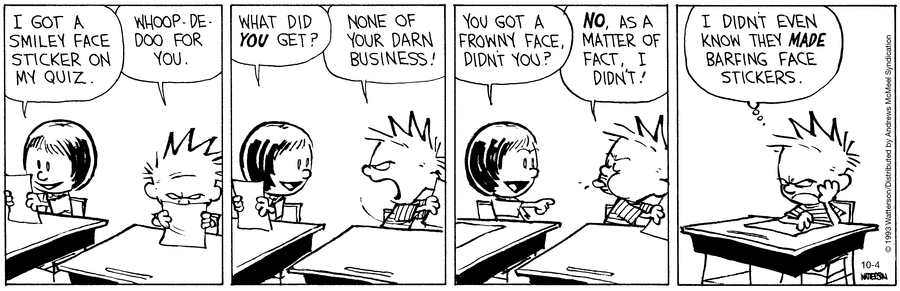 I GOT A
SMILEY FACE
STICKER ON
MY QUIZ.
WHOOP-DE-
DOO FOR
YOU.
WHAT DID
YOU GET?
NONE OF
YOUR DARN
BUSINESS!
YOU GOT A
FROWNY FACE,
DIDN'T YOU?
NO, AS A
MATTER OF
FACT, I
DIDN'T!
I DIDN'T EVEN
KNOW THEY MADE
BARFING FACE
STICKERS.
© 1993 Watterson/Distributed by Andrews McMeel Syndication
10-4
WATTERSON